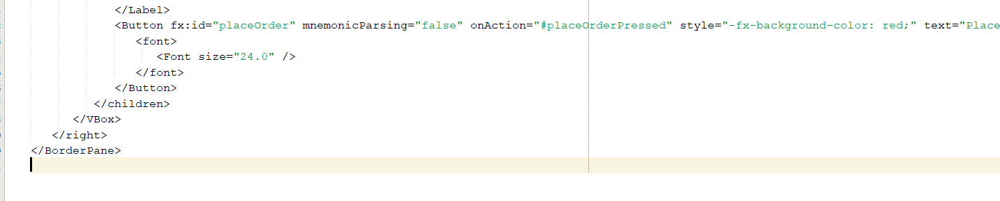 </Label>
<Button fx:id="placeOrder" mnemonicParsing="false" onAction="#placeOrderPressed" style="-fx-background-color: red;" text="Place
<font>
<Font size="24.0" />
</font>
</Button>
</children>
</VBox>
</right>
</BorderPane>